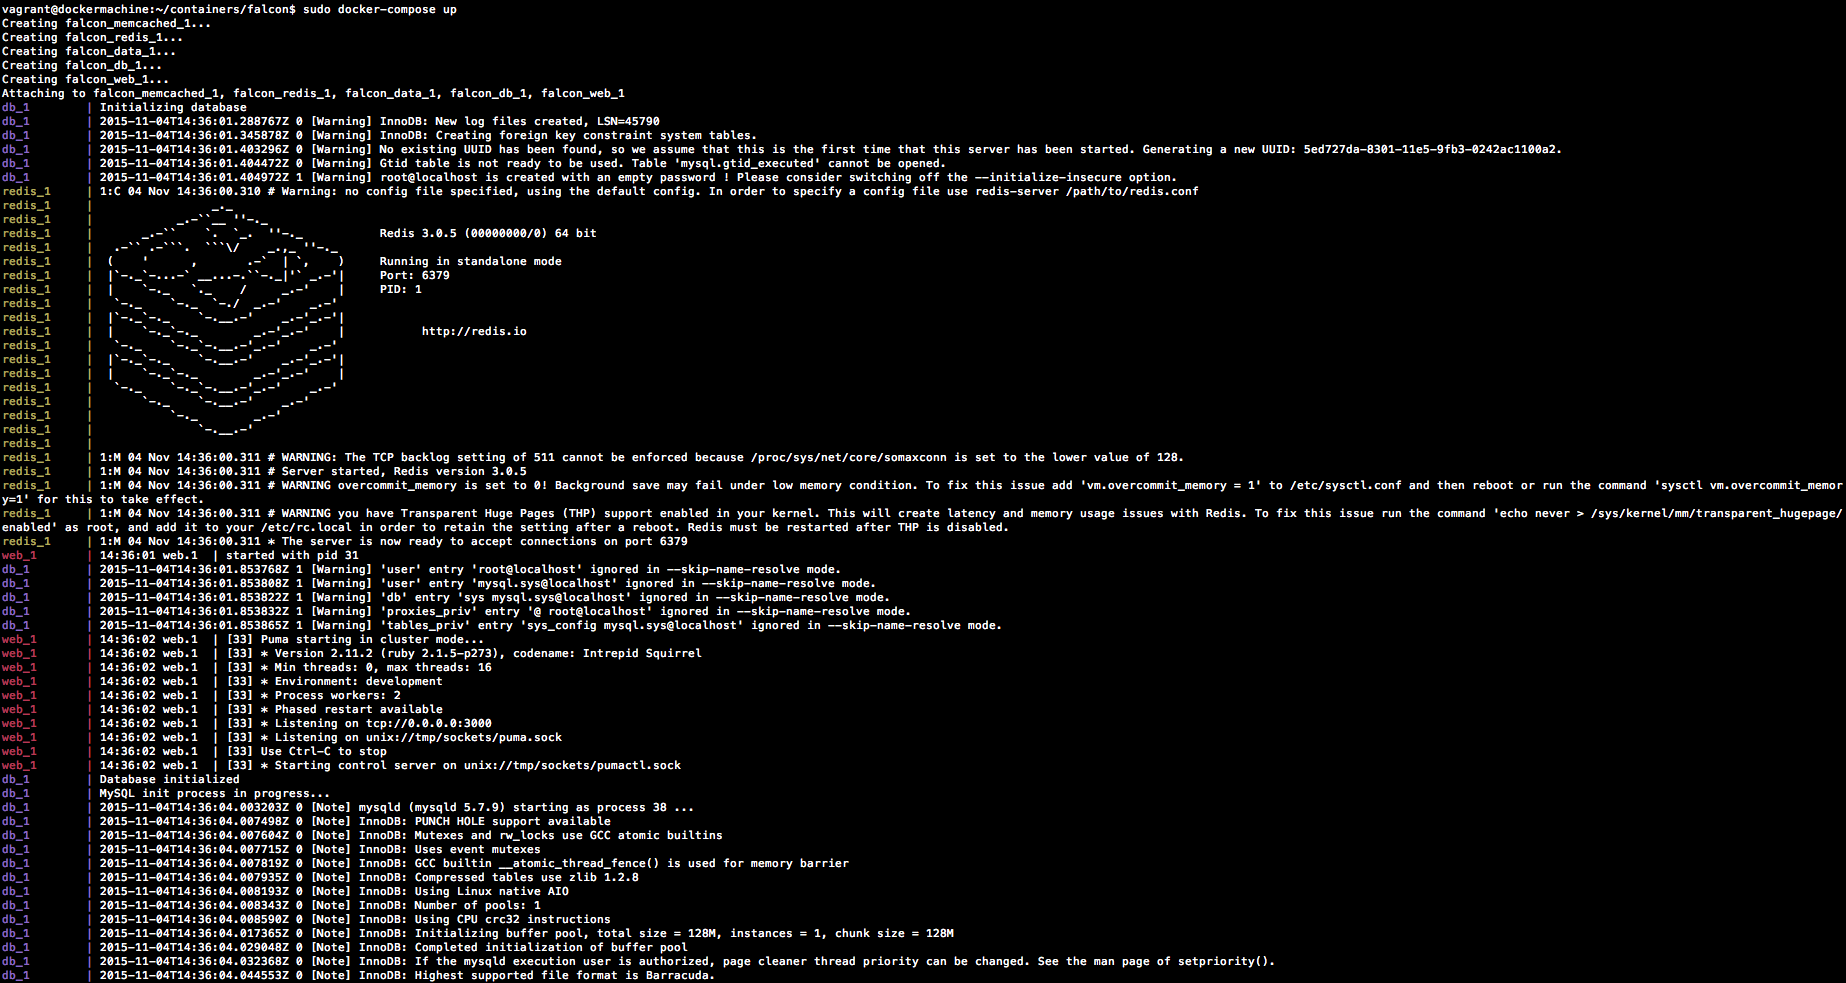 vagrant@dockermachine:~/containers/falcon$ sudo docker-compose up
Creating falcon_memcached_1...
Creating falcon_redis_1...
Creating falcon_data_1...
Creating falcon_db_1...
Creating falcon_web_1...
Attaching to falcon_memcached_1, falcon_redis_1, falcon_data_1, falcon_db_1, falcon_web_1
db_1        | Initializing database
db_1        | 2015-11-04T14:36:01.288767Z 0 [Warning] InnoDB: New log files created, LSN=45790
db_1        | 2015-11-04T14:36:01.345878Z 0 [Warning] InnoDB: Creating foreign key constraint system tables.
db_1        | 2015-11-04T14:36:01.403296Z 0 [Warning] No existing UUID has been found, so we assume that this is the first time that this server has been started. Generating a new UUID: 5ed727da-8301-11e5-9fb3-0242ac1100a2.
db_1        | 2015-11-04T14:36:01.404472Z 0 [Warning] Gtid table is not ready to be used. Table 'mysql.gtid_executed' cannot be opened.
db_1        | 2015-11-04T14:36:01.404972Z 1 [Warning] root@localhost is created with an empty password ! Please consider switching off the --initialize-insecure option.
redis_1     | 1:C 04 Nov 14:36:00.310 # Warning: no config file specified, using the default config. In order to specify a config file use redis-server /path/to/redis.conf
redis_1     |                 _._
redis_1     |            _.-``__ ''-._
redis_1     |       _.-``    `.  `_.  ''-._           Redis 3.0.5 (00000000/0) 64 bit
redis_1     |   .-`` .-```.  ```\/    _.,_ ''-._
redis_1     |  (    '      ,       .-`  | `,    )     Running in standalone mode
redis_1     |  |`-._`-...-` __...-.``-._|'` _.-'|     Port: 6379
redis_1     |  |    `-._   `._    /     _.-'    |     PID: 1
redis_1     |   `-._    `-._  `-./  _.-'    _.-'
redis_1     |  |`-._`-._    `-.__.-'    _.-'_.-'|
redis_1     |  |    `-._`-._        _.-'_.-'    |           http://redis.io
redis_1     |   `-._    `-._`-.__.-'_.-'    _.-'
redis_1     |  |`-._`-._    `-.__.-'    _.-'_.-'|
redis_1     |  |    `-._`-._        _.-'_.-'    |
redis_1     |   `-._    `-._`-.__.-'_.-'    _.-'
redis_1     |       `-._    `-.__.-'    _.-'
redis_1     |           `-._        _.-'
redis_1     |               `-.__.-'
redis_1     |
redis_1     | 1:M 04 Nov 14:36:00.311 # WARNING: The TCP backlog setting of 511 cannot be enforced because /proc/sys/net/core/somaxconn is set to the lower value of 128.
redis_1     | 1:M 04 Nov 14:36:00.311 # Server started, Redis version 3.0.5
redis_1     | 1:M 04 Nov 14:36:00.311 # WARNING overcommit_memory is set to 0! Background save may fail under low memory condition. To fix this issue add 'vm.overcommit_memory = 1' to /etc/sysctl.conf and then reboot or run the command 'sysctl vm.overcommit_memor
y=1' for this to take effect.
redis_1     | 1:M 04 Nov 14:36:00.311 # WARNING you have Transparent Huge Pages (THP) support enabled in your kernel. This will create latency and memory usage issues with Redis. To fix this issue run the command 'echo never > /sys/kernel/mm/transparent_hugepage/
enabled' as root, and add it to your /etc/rc.local in order to retain the setting after a reboot. Redis must be restarted after THP is disabled.
redis_1     | 1:M 04 Nov 14:36:00.311 * The server is now ready to accept connections on port 6379
web_1       | 14:36:01 web.1  | started with pid 31
db_1        | 2015-11-04T14:36:01.853768Z 1 [Warning] 'user' entry 'root@localhost' ignored in --skip-name-resolve mode.
db_1        | 2015-11-04T14:36:01.853808Z 1 [Warning] 'user' entry 'mysql.sys@localhost' ignored in --skip-name-resolve mode.
db_1        | 2015-11-04T14:36:01.853822Z 1 [Warning] 'db' entry 'sys mysql.sys@localhost' ignored in --skip-name-resolve mode.
db_1        | 2015-11-04T14:36:01.853832Z 1 [Warning] 'proxies_priv' entry '@ root@localhost' ignored in --skip-name-resolve mode.
db_1        | 2015-11-04T14:36:01.853865Z 1 [Warning] 'tables_priv' entry 'sys_config mysql.sys@localhost' ignored in --skip-name-resolve mode.
web_1       | 14:36:02 web.1  | [33] Puma starting in cluster mode...
web_1       | 14:36:02 web.1  | [33] * Version 2.11.2 (ruby 2.1.5-p273), codename: Intrepid Squirrel
web_1       | 14:36:02 web.1  | [33] * Min threads: 0, max threads: 16
web_1       | 14:36:02 web.1  | [33] * Environment: development
web_1       | 14:36:02 web.1  | [33] * Process workers: 2
web_1       | 14:36:02 web.1  | [33] * Phased restart available
web_1       | 14:36:02 web.1  | [33] * Listening on tcp://0.0.0.0:3000
web_1       | 14:36:02 web.1  | [33] * Listening on unix://tmp/sockets/puma.sock
web_1       | 14:36:02 web.1  | [33] Use Ctrl-C to stop
web_1       | 14:36:02 web.1  | [33] * Starting control server on unix://tmp/sockets/pumactl.sock
db_1        | Database initialized
db_1        | MySQL init process in progress...
db_1        | 2015-11-04T14:36:04.003203Z 0 [Note] mysqld (mysqld 5.7.9) starting as process 38 ...
db_1        | 2015-11-04T14:36:04.007498Z 0 [Note] InnoDB: PUNCH HOLE support available
db_1        | 2015-11-04T14:36:04.007604Z 0 [Note] InnoDB: Mutexes and rw_locks use GCC atomic builtins
db_1        | 2015-11-04T14:36:04.007715Z 0 [Note] InnoDB: Uses event mutexes
db_1        | 2015-11-04T14:36:04.007819Z 0 [Note] InnoDB: GCC builtin __atomic_thread_fence() is used for memory barrier
db_1        | 2015-11-04T14:36:04.007935Z 0 [Note] InnoDB: Compressed tables use zlib 1.2.8
db_1        | 2015-11-04T14:36:04.008193Z 0 [Note] InnoDB: Using Linux native AIO
db_1        | 2015-11-04T14:36:04.008343Z 0 [Note] InnoDB: Number of pools: 1
db_1        | 2015-11-04T14:36:04.008590Z 0 [Note] InnoDB: Using CPU crc32 instructions
db_1        | 2015-11-04T14:36:04.017365Z 0 [Note] InnoDB: Initializing buffer pool, total size = 128M, instances = 1, chunk size = 128M
db_1        | 2015-11-04T14:36:04.029048Z 0 [Note] InnoDB: Completed initialization of buffer pool
db_1        | 2015-11-04T14:36:04.032368Z 0 [Note] InnoDB: If the mysqld execution user is authorized, page cleaner thread priority can be changed. See the man page of setpriority().
db_1        | 2015-11-04T14:36:04.044553Z 0 [Note] InnoDB: Highest supported file format is Barracuda.